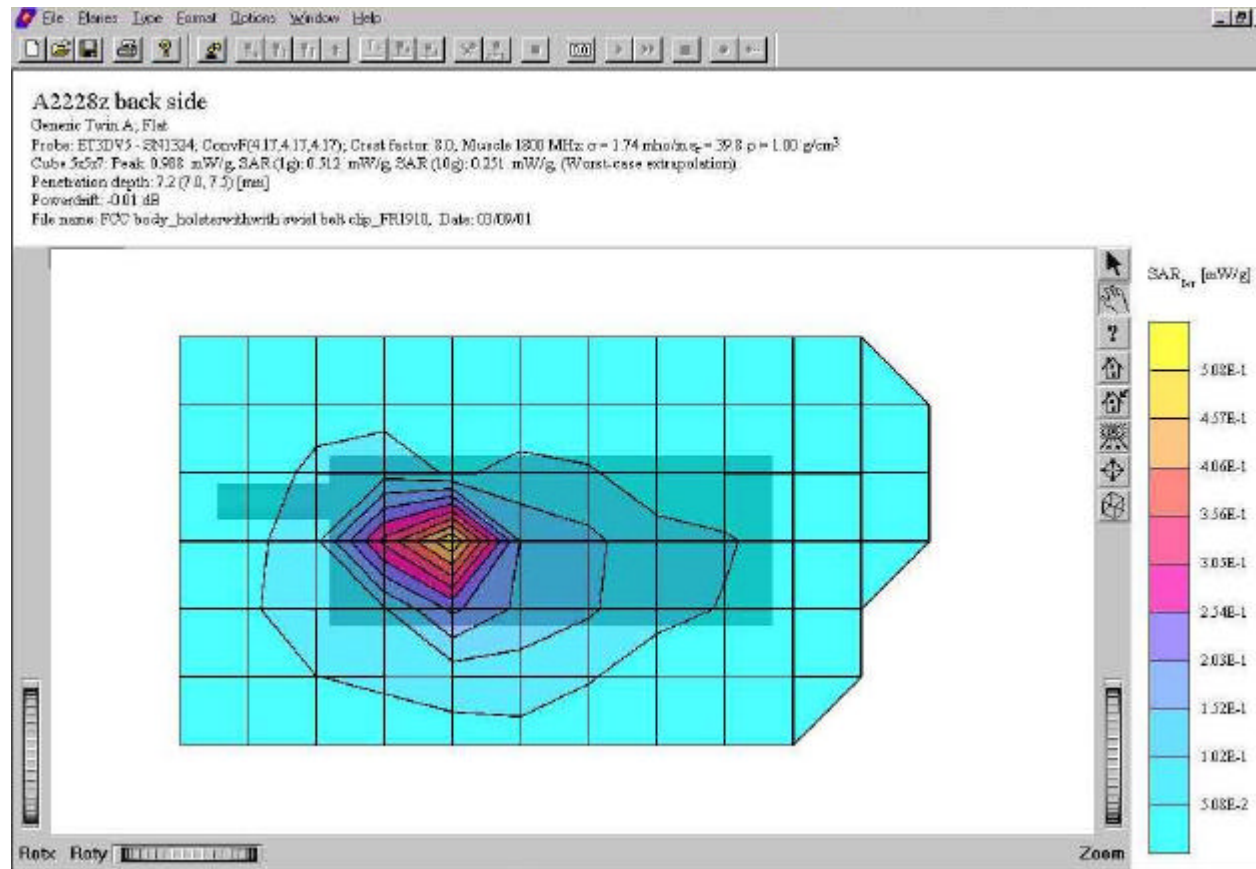 File Planes Type Format Options Window Help
A2228z back side
Generic Twin A; Flat
Probe: ET3DV5 - SN1324; ConvF(4.17,4.17,4.17); Crest factor: 8.0; Muscle 1800 MHz: σ = 1.74 mho/m εr = 39.8 ρ = 1.00 g/cm3
Cube 5x5x7: Peak: 0.988 mW/g, SAR (1g): 0.512 mW/g, SAR (10g): 0.251 mW/g, (Worst-case extrapolation)
Penetration depth: 7.2 (7.0, 7.5) [mm]
Powerdrift: -0.01 dB
File name: FCC body_holsterwithwith swiel belt clip_FR1910, Date: 03/09/01
SAR [mW/g]
5.08E-1
4.57E-1
4.06E-1
3.56E-1
3.05E-1
2.54E-1
2.03E-1
1.52E-1
1.02E-1
5.08E-2
Rotx Roty
Zoom